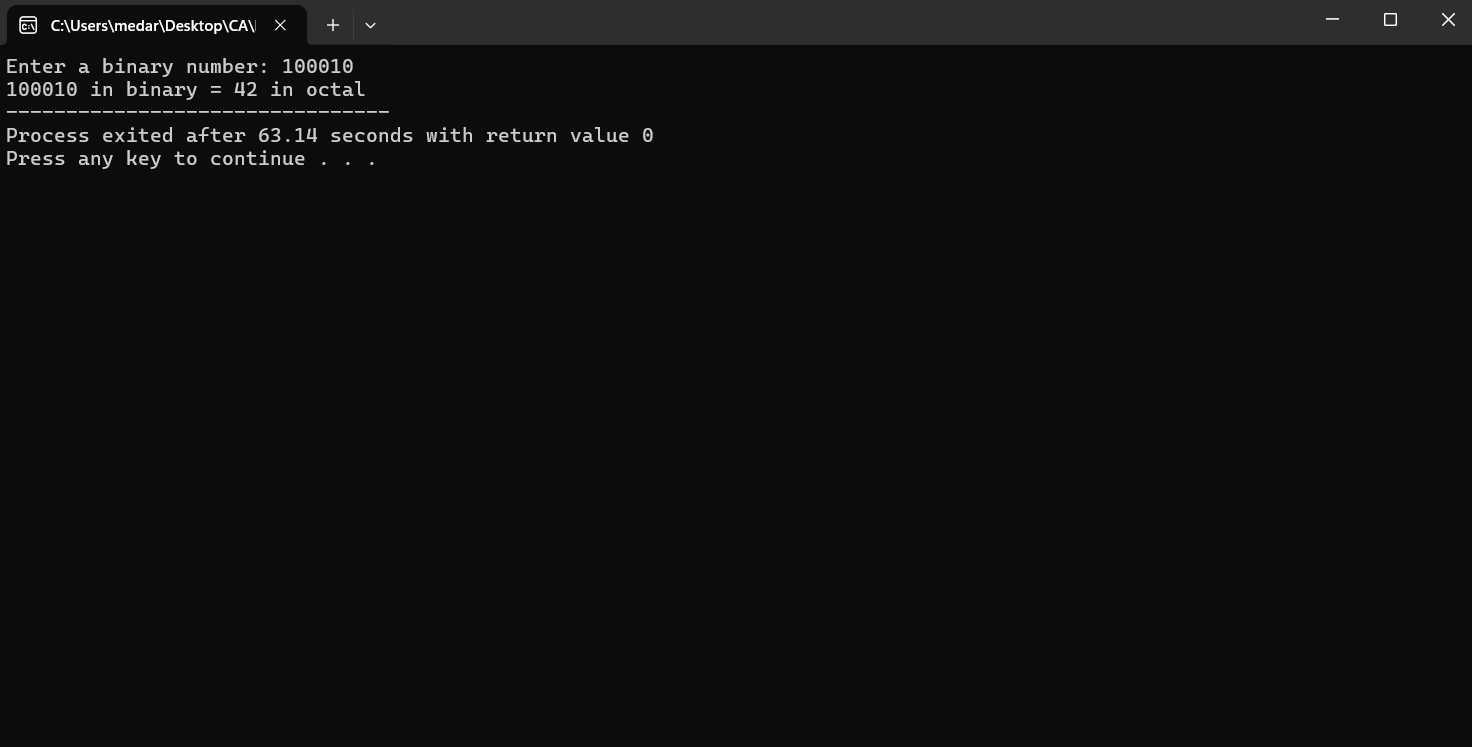 C:\Users\medar\Desktop\CA\
Enter a binary number: 100010
100010 in binary = 42 in octal
--------------------------------
Process exited after 63.14 seconds with return value 0
Press any key to continue . . .